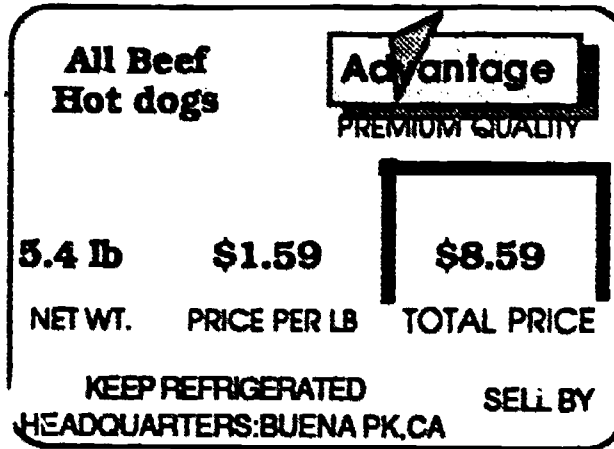 All Beef
Hot dogs
Advantage
PREMIUM QUALITY
5.4 lb $1.59 $8.59
NET WT. PRICE PER LB TOTAL PRICE
KEEP REFRIGERATED
SELL BY
HEADQUARTERS:BUENA PK,CA